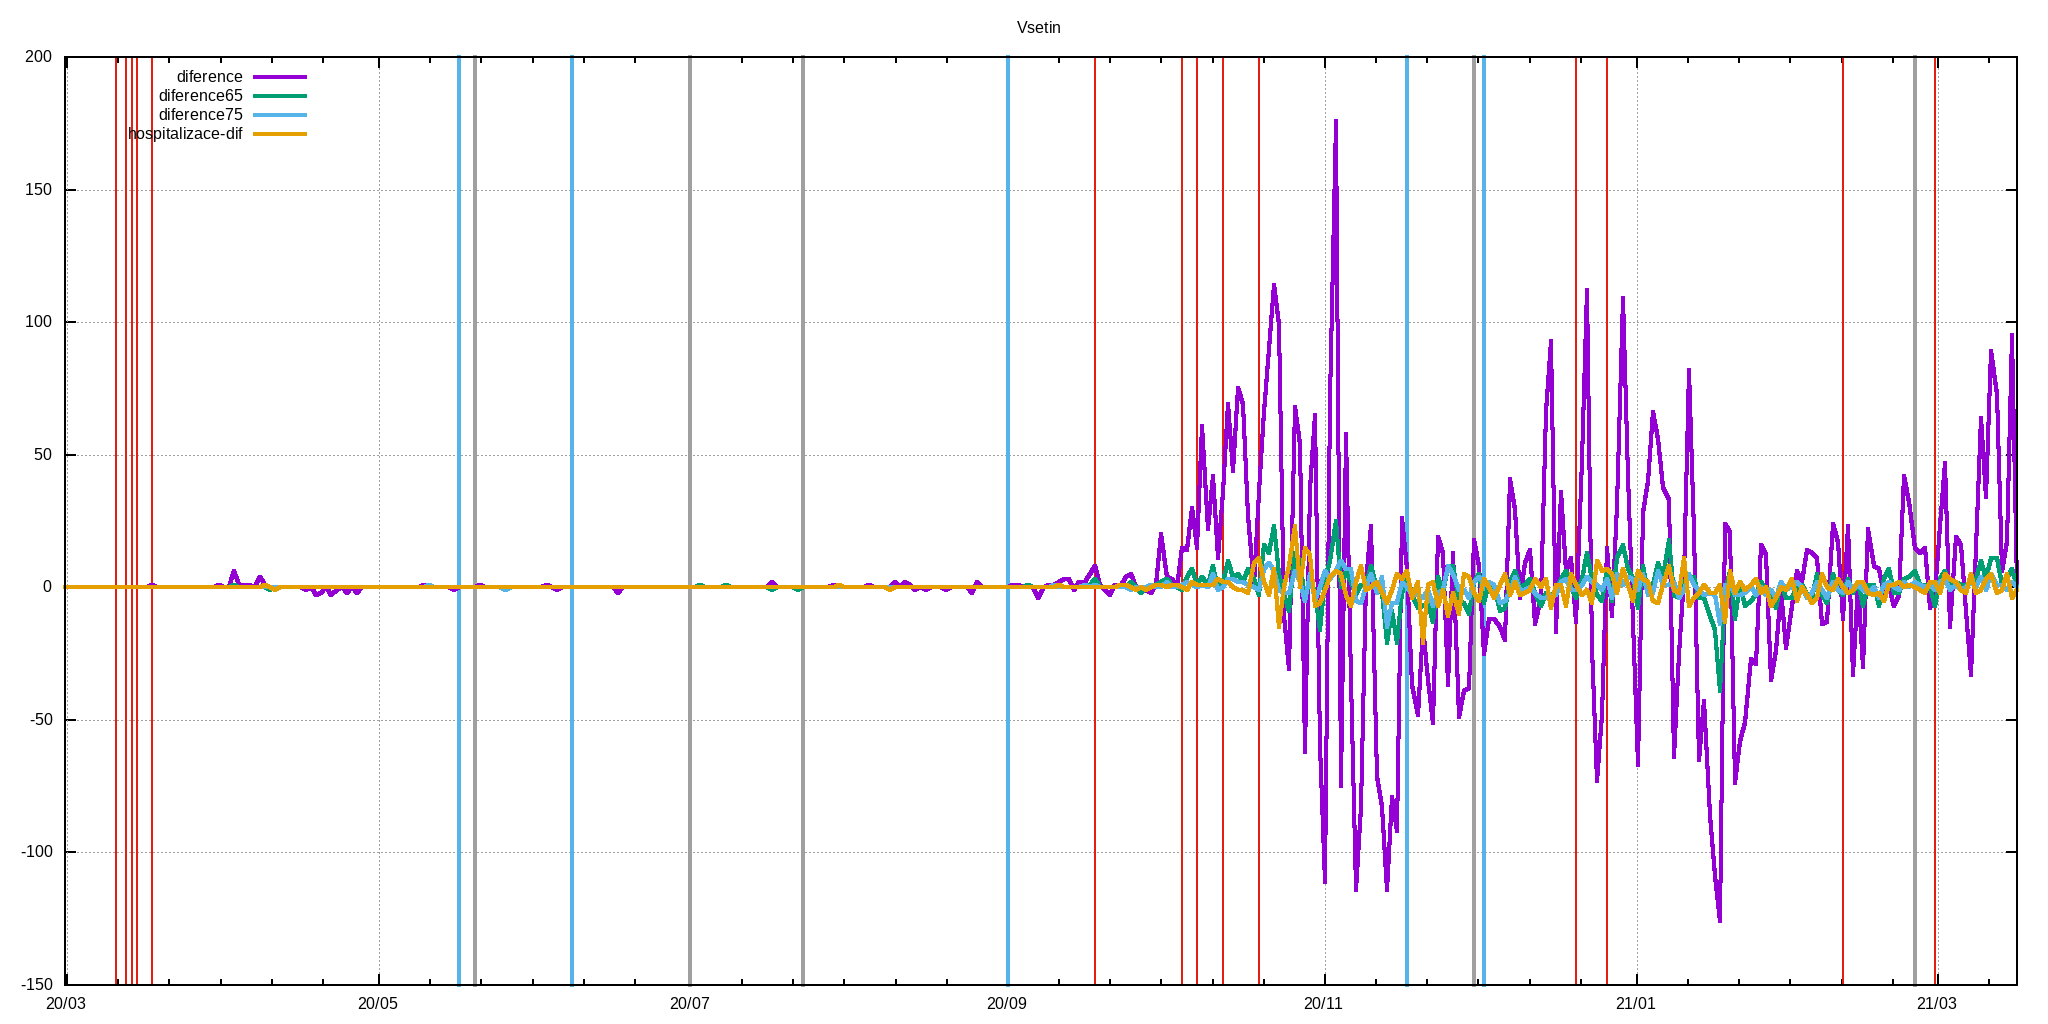 Vsetin
200
150
100
50
0
-50
-100
-150
diference
diference65
diference75
hospitalizace-dif
20/03 20/05 20/07 20/09 20/11 21/01 21/03